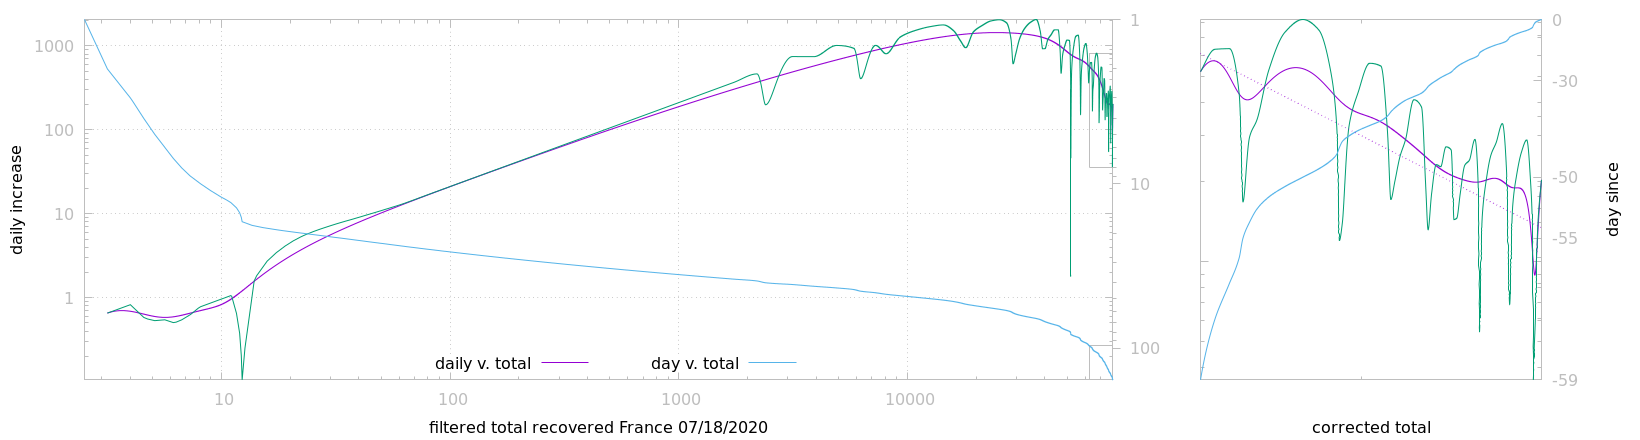 1000
100
10
1
daily increase
10
100
1000
10000
filtered total recovered France 07/18/2020
daily v. total
day v. total
1
10
100
corrected total
0
-30
-50
-55
-59
day since